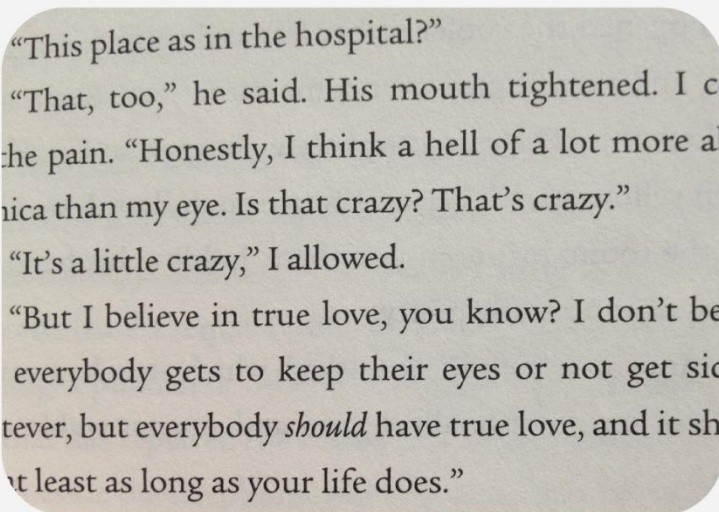 “This place as in the hospital?”
“That, too,” he said. His mouth tightened. I
the pain. “Honestly, I think a hell of a lot more
than my eye. Is that crazy? That’s crazy.”
“It’s a little crazy,” I allowed.
“But I believe in true love, you know? I don’t
everybody gets to keep their eyes or not get
but everybody should have true love, and it
at least as long as your life does.”